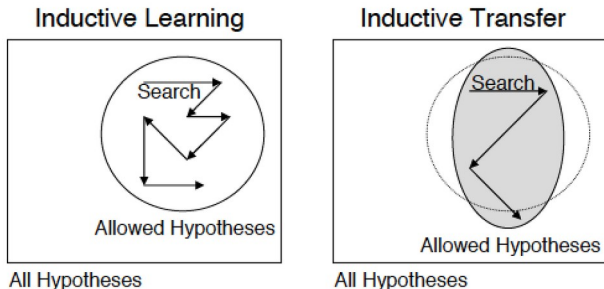 Inductive Learning
Search
Allowed Hypotheses
All Hypotheses
Inductive Transfer
Search
Allowed Hypotheses
All Hypotheses